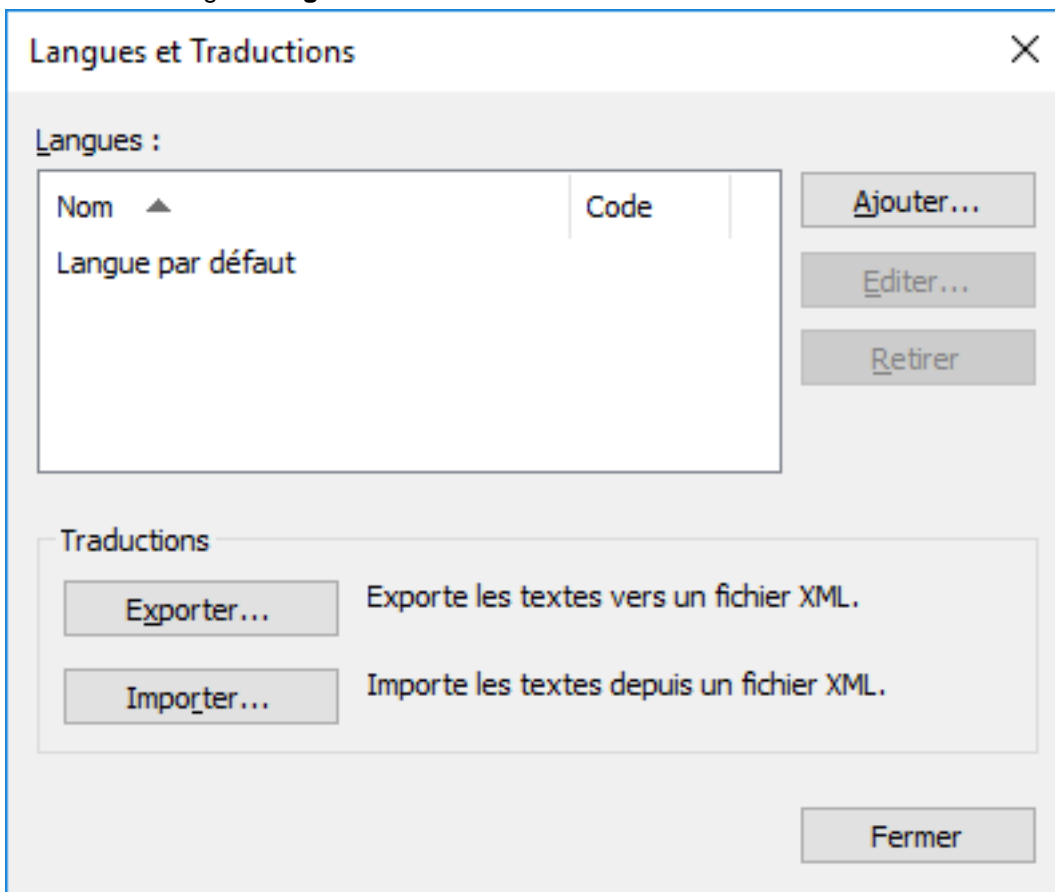 Langues et Traductions
Langues :
Nom Code
Langue par défaut
Ajouter...
Editer...
Retirer
Traductions
Exporter... Exporte les textes vers un fichier XML.
Importer... Importe les textes depuis un fichier XML.
Fermer